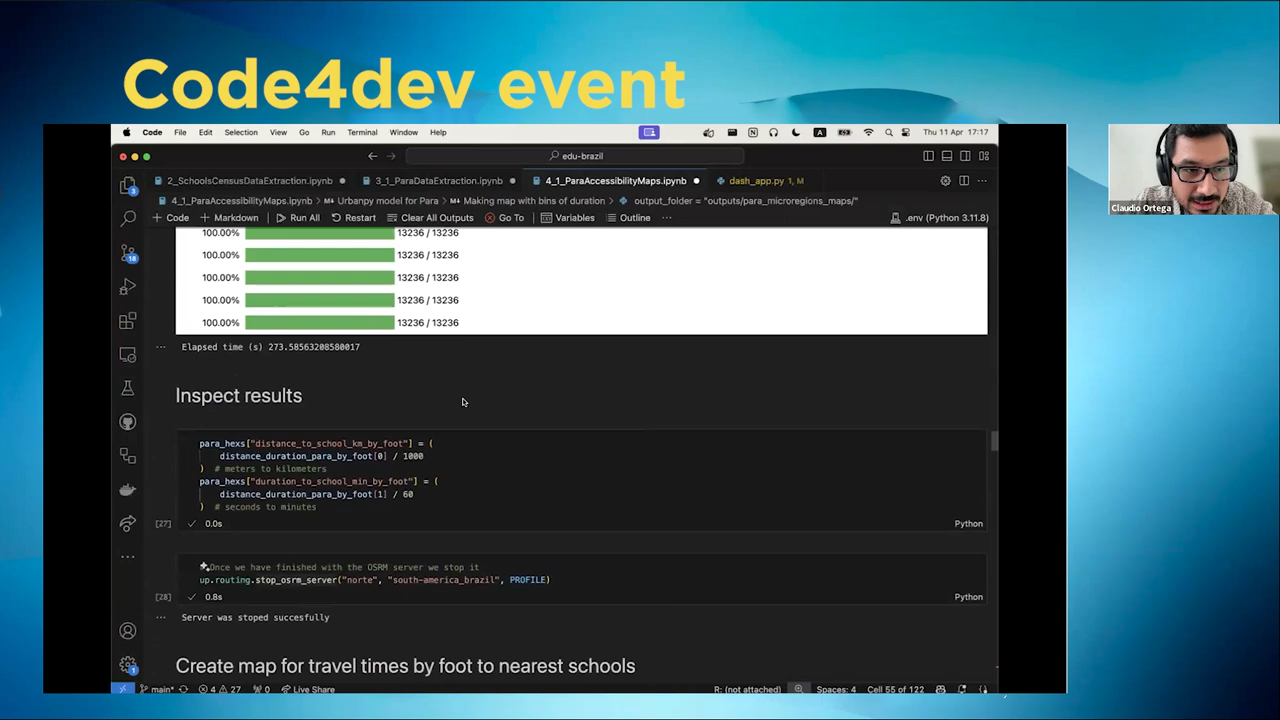 Code4dev event
Code File Edit Selection View Go Run Terminal Window Help
Thu 11 Apr 17:17
edu-brazil
2_SchoolsCensusDataExtraction.ipynb
3_1_ParaDataExtraction.ipynb
4_1_ParaAccessibilityMaps.ipynb
dash_app.py 1, M
4_1_ParaAccessibilityMaps.ipynb > Urbanpy model for Para > Making map with bins of duration > output_folder = "outputs/para_microregions_maps/"
+ Code + Markdown Run All Restart Clear All Outputs Go To Variables Outline ... .env (Python 3.11.8)
100.00% 13236 / 13236
100.00% 13236 / 13236
100.00% 13236 / 13236
100.00% 13236 / 13236
100.00% 13236 / 13236
... Elapsed time (s) 273.58563208580017
Inspect results
para_hexs["distance_to_school_km_by_foot"] = (
distance_duration_para_by_foot[0] / 1000
) # meters to kilometers
para_hexs["duration_to_school_min_by_foot"] = (
distance_duration_para_by_foot[1] / 60
) # seconds to minutes
[27] 0.0s Python
Once we have finished with the OSRM server we stop it
up.routing.stop_osrm_server("norte", "south-america_brazil", PROFILE)
[28] 0.8s Python
... Server was stoped succesfully
Create map for travel times by foot to nearest schools
main* 4 27 0 Live Share R: (not attached) Spaces: 4 Cell 55 of 122
3
18
1
Claudio Ortega